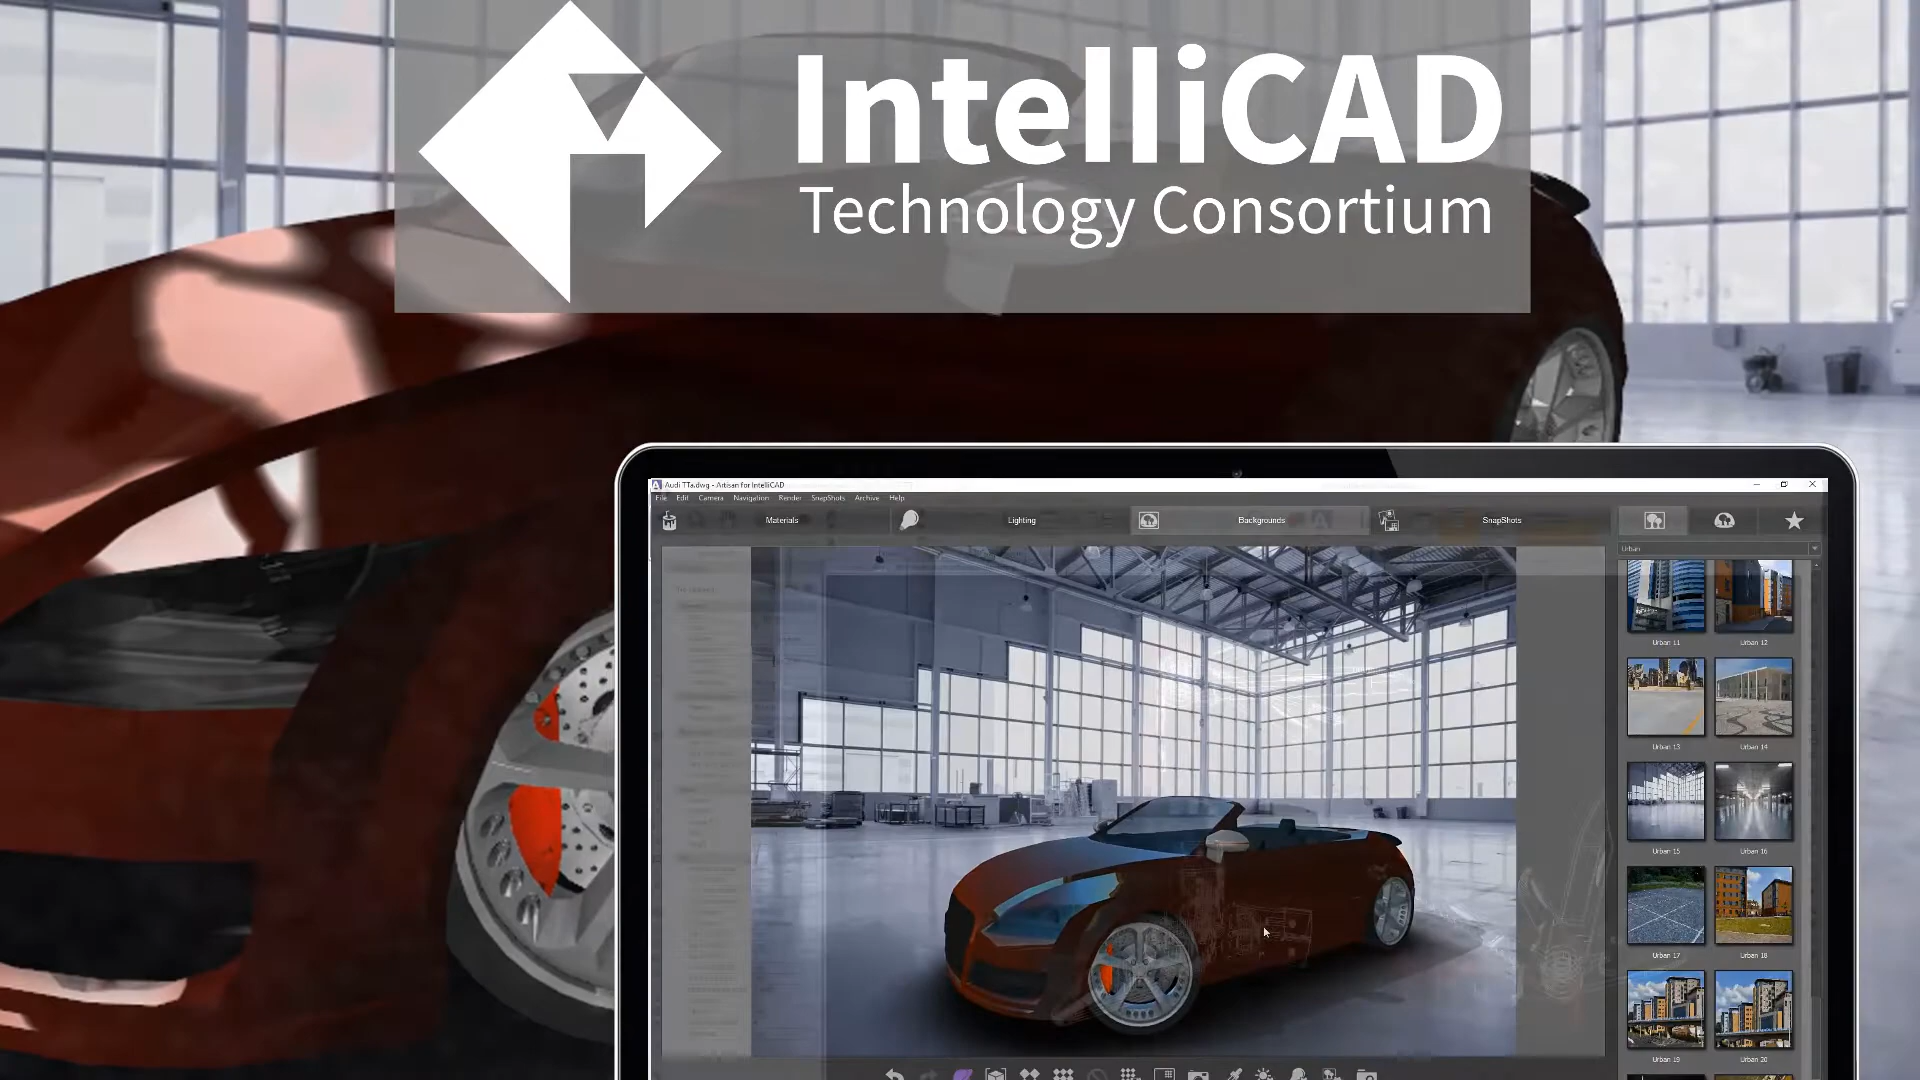 IntelliCAD
Technology Consortium
Audi TTa.dwg - Artisan for IntelliCAD
File Edit Camera Navigation Render SnapShots Archive Help
Materials Lighting Backgrounds SnapShots
Urban
Urban 11 Urban 12
Urban 13 Urban 14
Urban 15 Urban 16
Urban 17 Urban 18
Urban 19 Urban 20